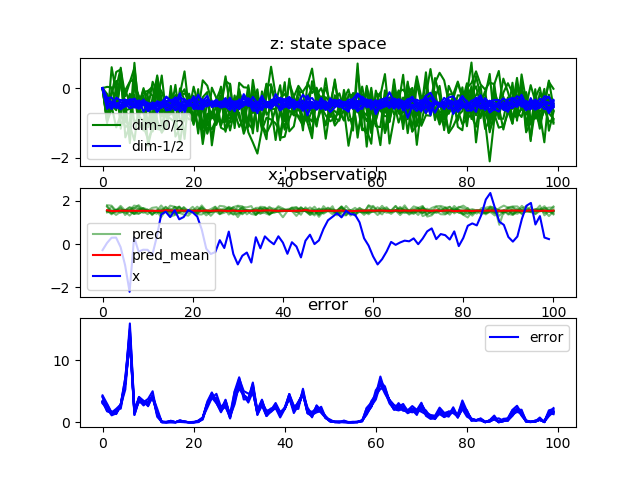 z: state space
0
−2
dim-0/2
dim-1/2
0 20 40 60 80 100
x: observation
2
0
−2
pred
pred_mean
x
0 20 40 60 80 100
error
10
0
error
0 20 40 60 80 100